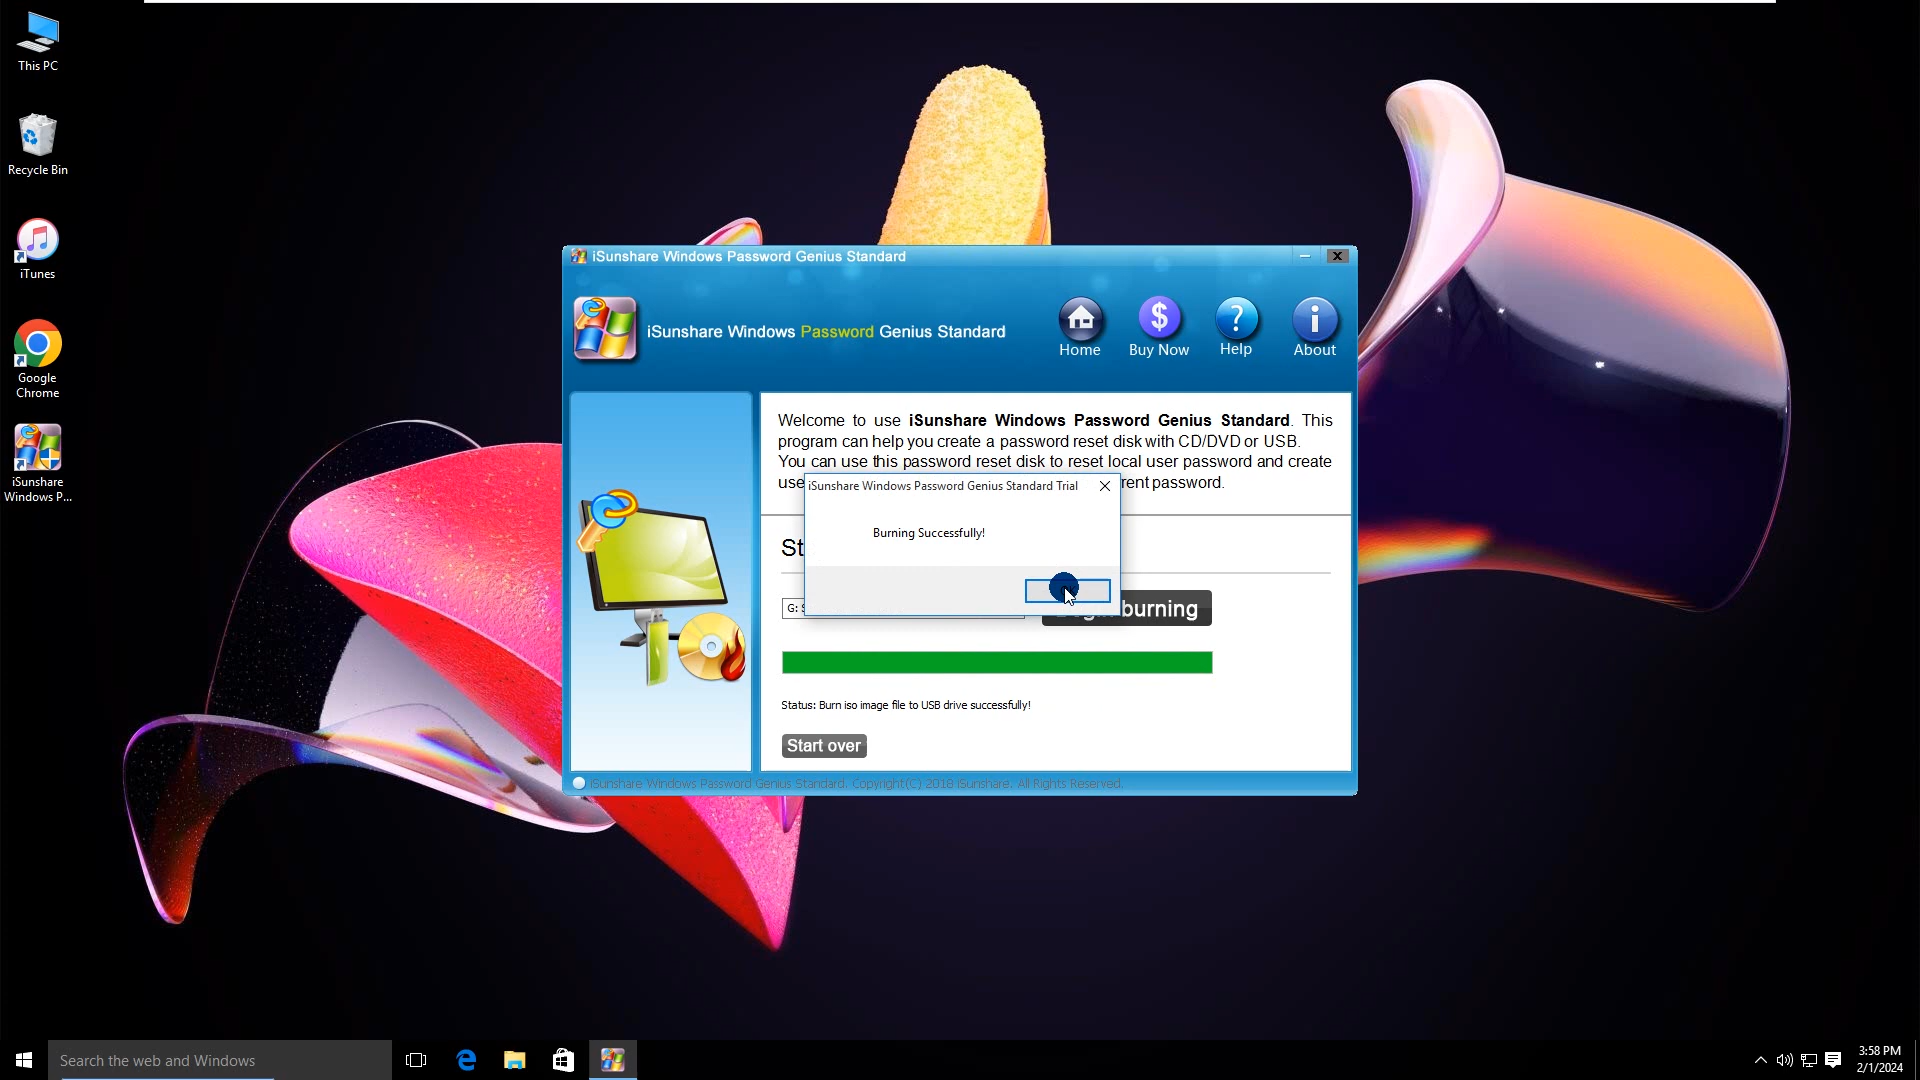 This PC
Recycle Bin
iTunes
Google
Chrome
iSunshare
Windows P...
iSunshare Windows Password Genius Standard
iSunshare Windows Password Genius Standard
Home
Buy Now
Help
About
Welcome to use iSunshare Windows Password Genius Standard. This
program can help you create a password reset disk with CD/DVD or USB.
You can use this password reset disk to reset local user password and create
use
rent password.
iSunshare Windows Password Genius Standard Trial
Burning Successfully!
St
G:
burning
Status: Burn iso image file to USB drive successfully!
Start over
iSunshare Windows Password Genius Standard. Copyright(C) 2018 iSunshare. All Rights Reserved.
Search the web and Windows
3:58 PM
2/1/2024